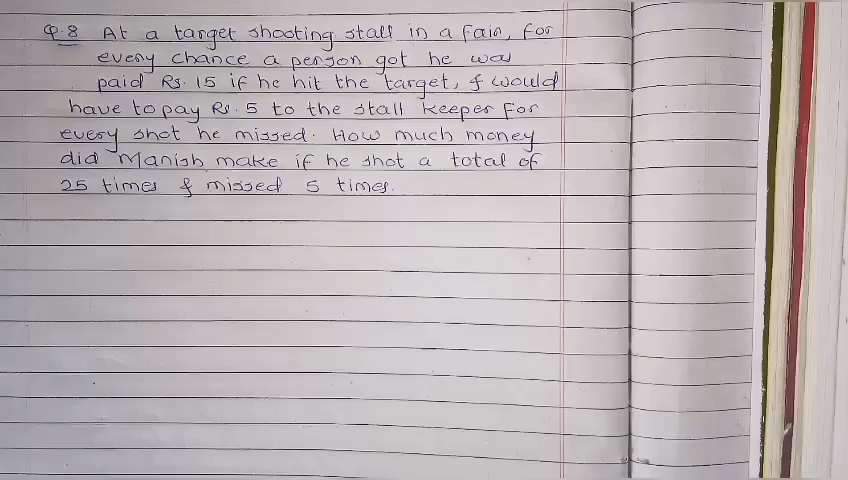 Q.8 At a target shooting stall in a fair, for
every chance a person got he was
paid Rs. 15 if he hit the target, & would
have to pay Rs. 5 to the stall keeper for
every shot he missed. How much money
did Manish make if he shot a total of
25 times & missed 5 times.